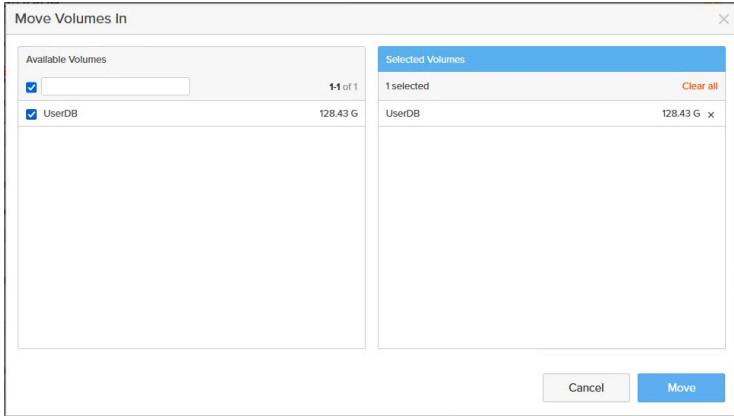 Move Volumes In
Available Volumes
1-1 of 1
UserDB 128.43 G
Selected Volumes
1 selected Clear all
UserDB 128.43 G
Cancel Move